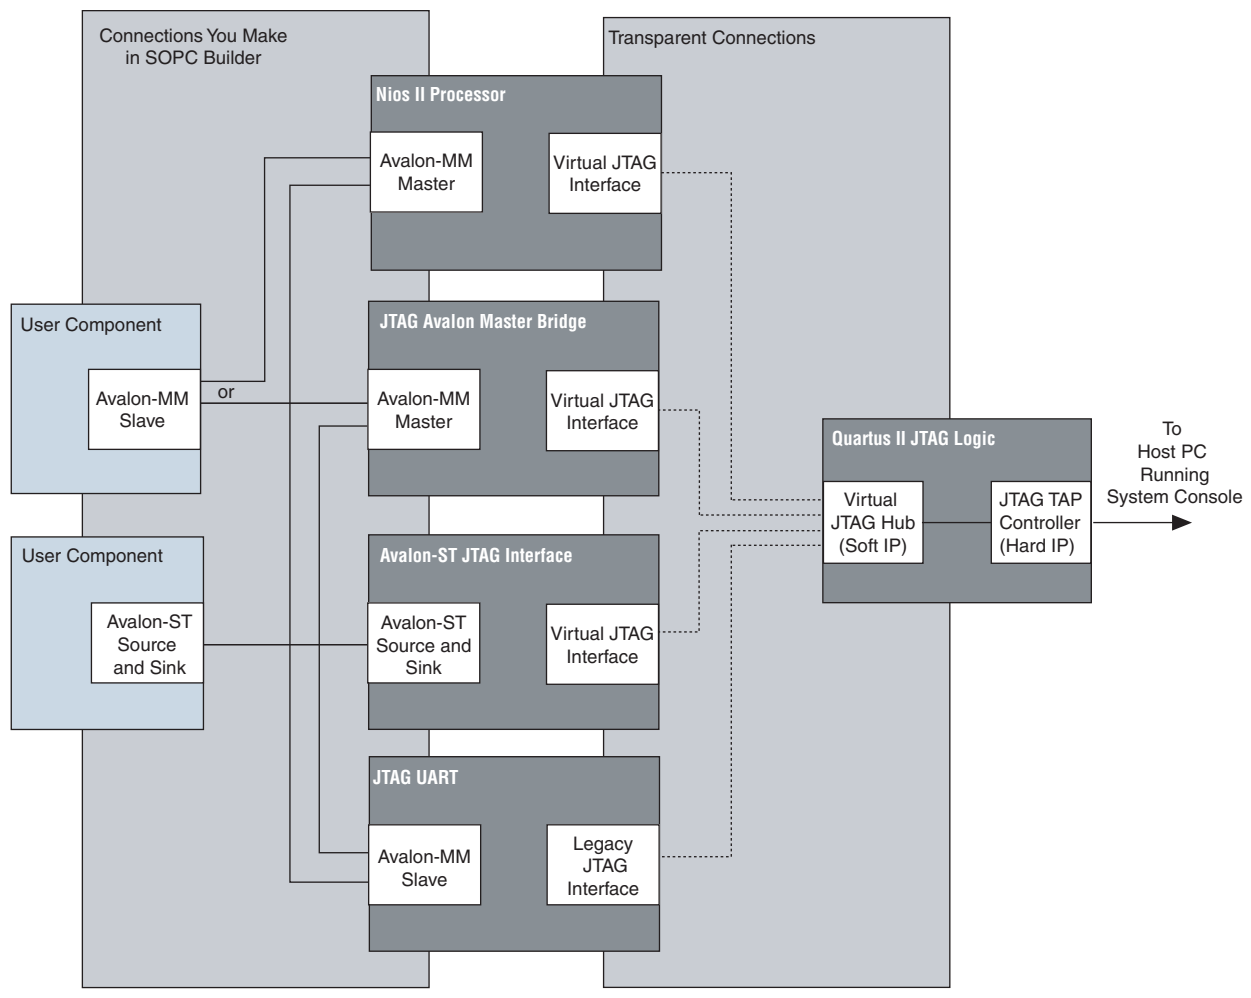 Connections You Make
in SOPC Builder
Transparent Connections
Nios II Processor
Avalon-MM
Master
Virtual JTAG
Interface
User Component
Avalon-MM
Slave
or
JTAG Avalon Master Bridge
Avalon-MM
Master
Virtual JTAG
Interface
Quartus II JTAG Logic
Virtual
JTAG Hub
(Soft IP)
JTAG TAP
Controller
(Hard IP)
To
Host PC
Running
System Console
User Component
Avalon-ST
Source
and Sink
Avalon-ST JTAG Interface
Avalon-ST
Source and
Sink
Virtual JTAG
Interface
JTAG UART
Avalon-MM
Slave
Legacy
JTAG
Interface